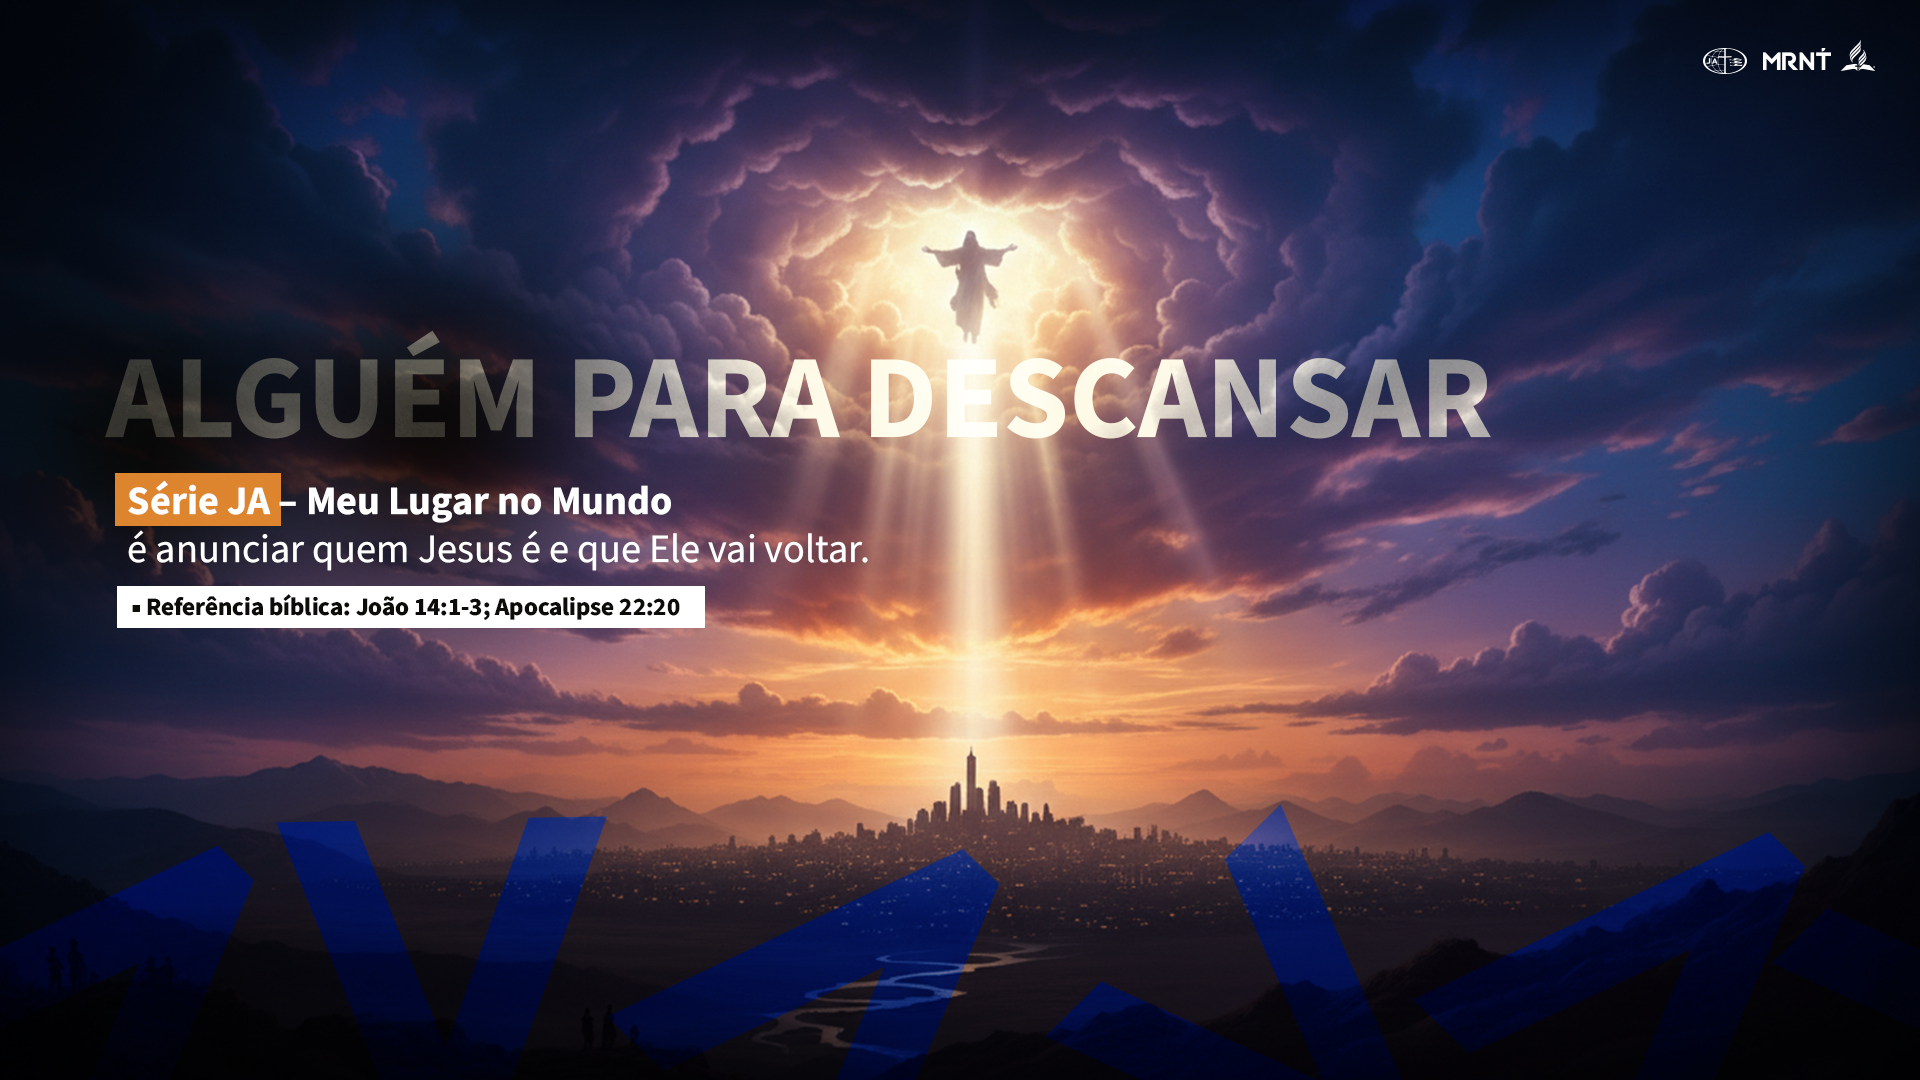 MRNT
ALGUÉM PARA DESCANSAR
Série JA – Meu Lugar no Mundo
é anunciar quem Jesus é e que Ele vai voltar.
▪ Referência bíblica: João 14:1-3; Apocalipse 22:20